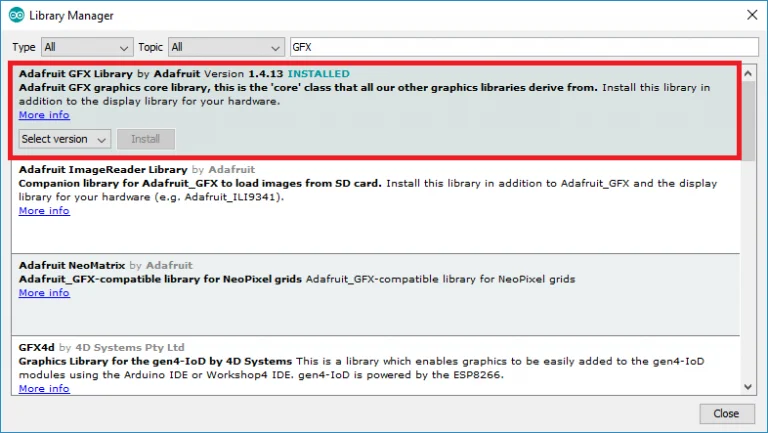 Library Manager
Type All Topic All GFX
Adafruit GFX Library by Adafruit Version 1.4.13 INSTALLED
Adafruit GFX graphics core library, this is the 'core' class that all our other graphics libraries derive from. Install this library in
addition to the display library for your hardware.
More info
Select version Install
Adafruit ImageReader Library by Adafruit
Companion library for Adafruit_GFX to load images from SD card. Install this library in addition to Adafruit_GFX and the display
library for your hardware (e.g. Adafruit_ILI9341).
More info
Adafruit NeoMatrix by Adafruit
Adafruit_GFX-compatible library for NeoPixel grids Adafruit_GFX-compatible library for NeoPixel grids
More info
GFX4d by 4D Systems Pty Ltd
Graphics Library for the gen4-IoD by 4D Systems This is a library which enables graphics to be easily added to the gen4-IoD
modules using the Arduino IDE or Workshop4 IDE. gen4-IoD is powered by the ESP8266.
More info
Close